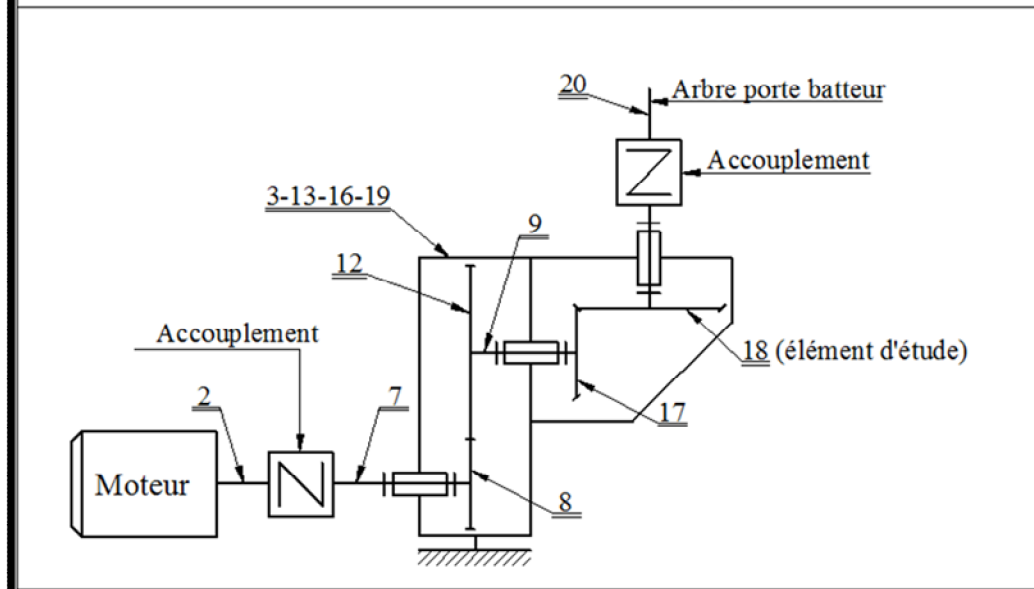 Arbre porte batteur
20
Accouplement
3-13-16-19
9
12
Accouplement
18 (élément d'étude)
2
7
17
Moteur
8